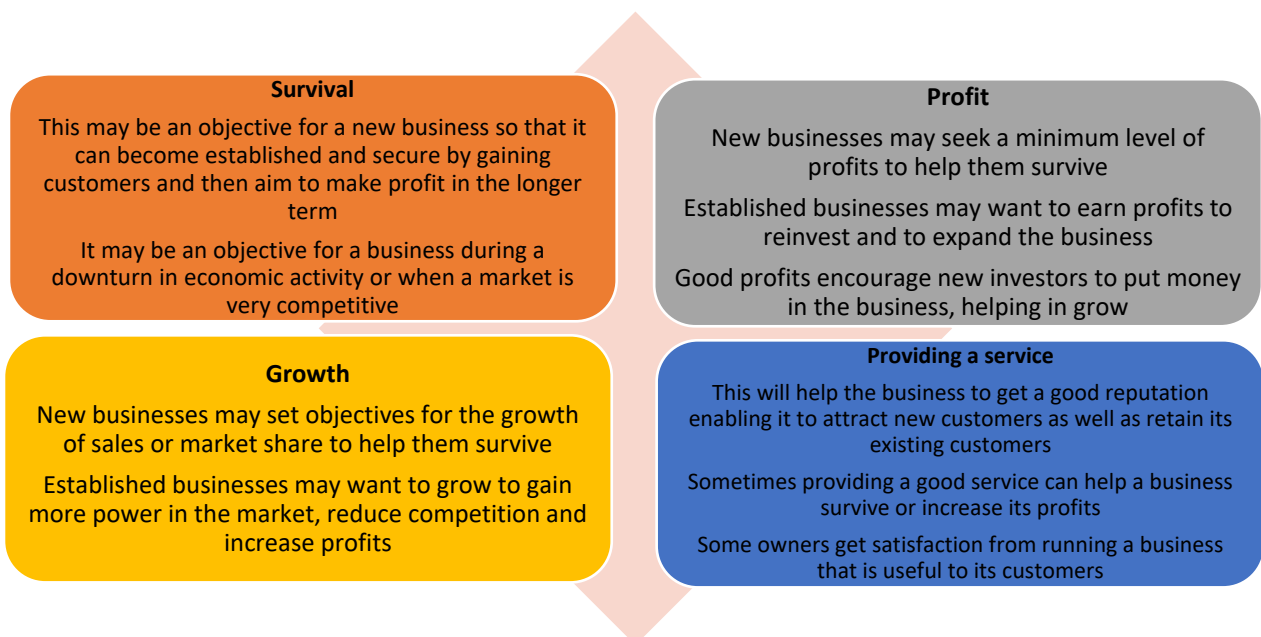 Survival
This may be an objective for a new business so that it
can become established and secure by gaining
customers and then aim to make profit in the longer
term
It may be an objective for a business during a
downturn in economic activity or when a market is
very competitive
Profit
New businesses may seek a minimum level of
profits to help them survive
Established businesses may want to earn profits to
reinvest and to expand the business
Good profits encourage new investors to put money
in the business, helping in grow
Growth
New businesses may set objectives for the growth
of sales or market share to help them survive
Established businesses may want to grow to gain
more power in the market, reduce competition and
increase profits
Providing a service
This will help the business to get a good reputation
enabling it to attract new customers as well as retain its
existing customers
Sometimes providing a good service can help a business
survive or increase its profits
Some owners get satisfaction from running a business
that is useful to its customers